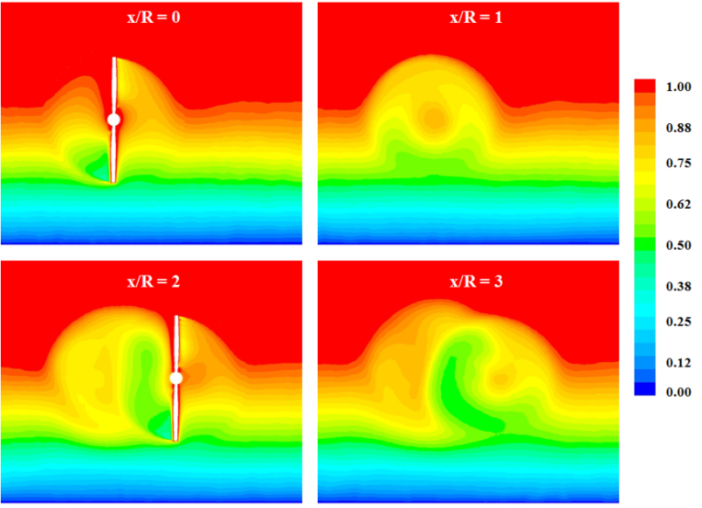 x/R = 0
x/R = 1
1.00
0.88
0.75
0.62
0.50
0.38
0.25
0.12
0.00
x/R = 2
x/R = 3